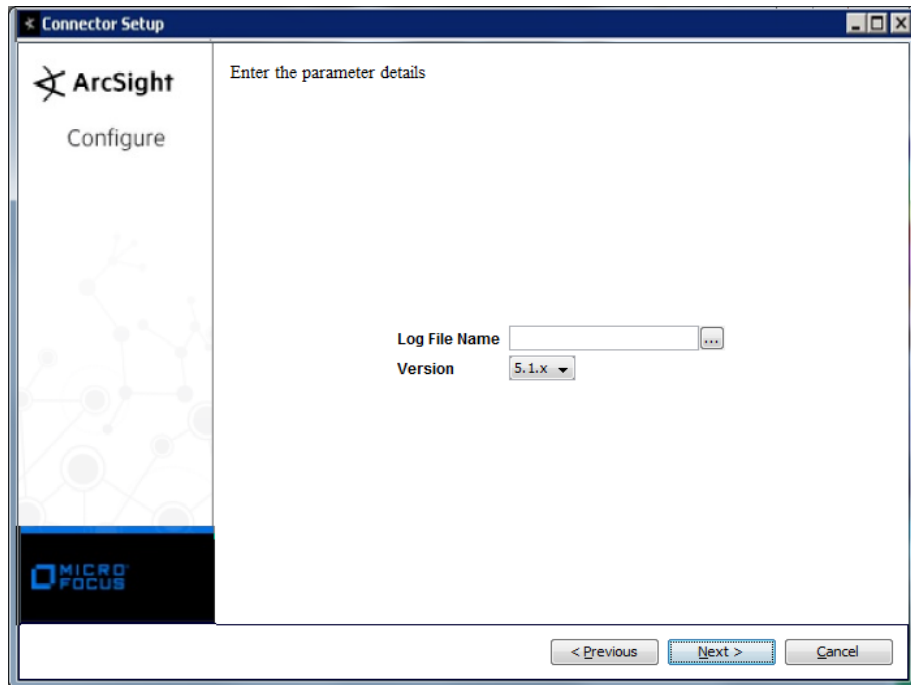 Connector Setup
ArcSight
Configure
Enter the parameter details
Log File Name
...
Version
5.1.x
MICRO
FOCUS
< Previous
Next >
Cancel